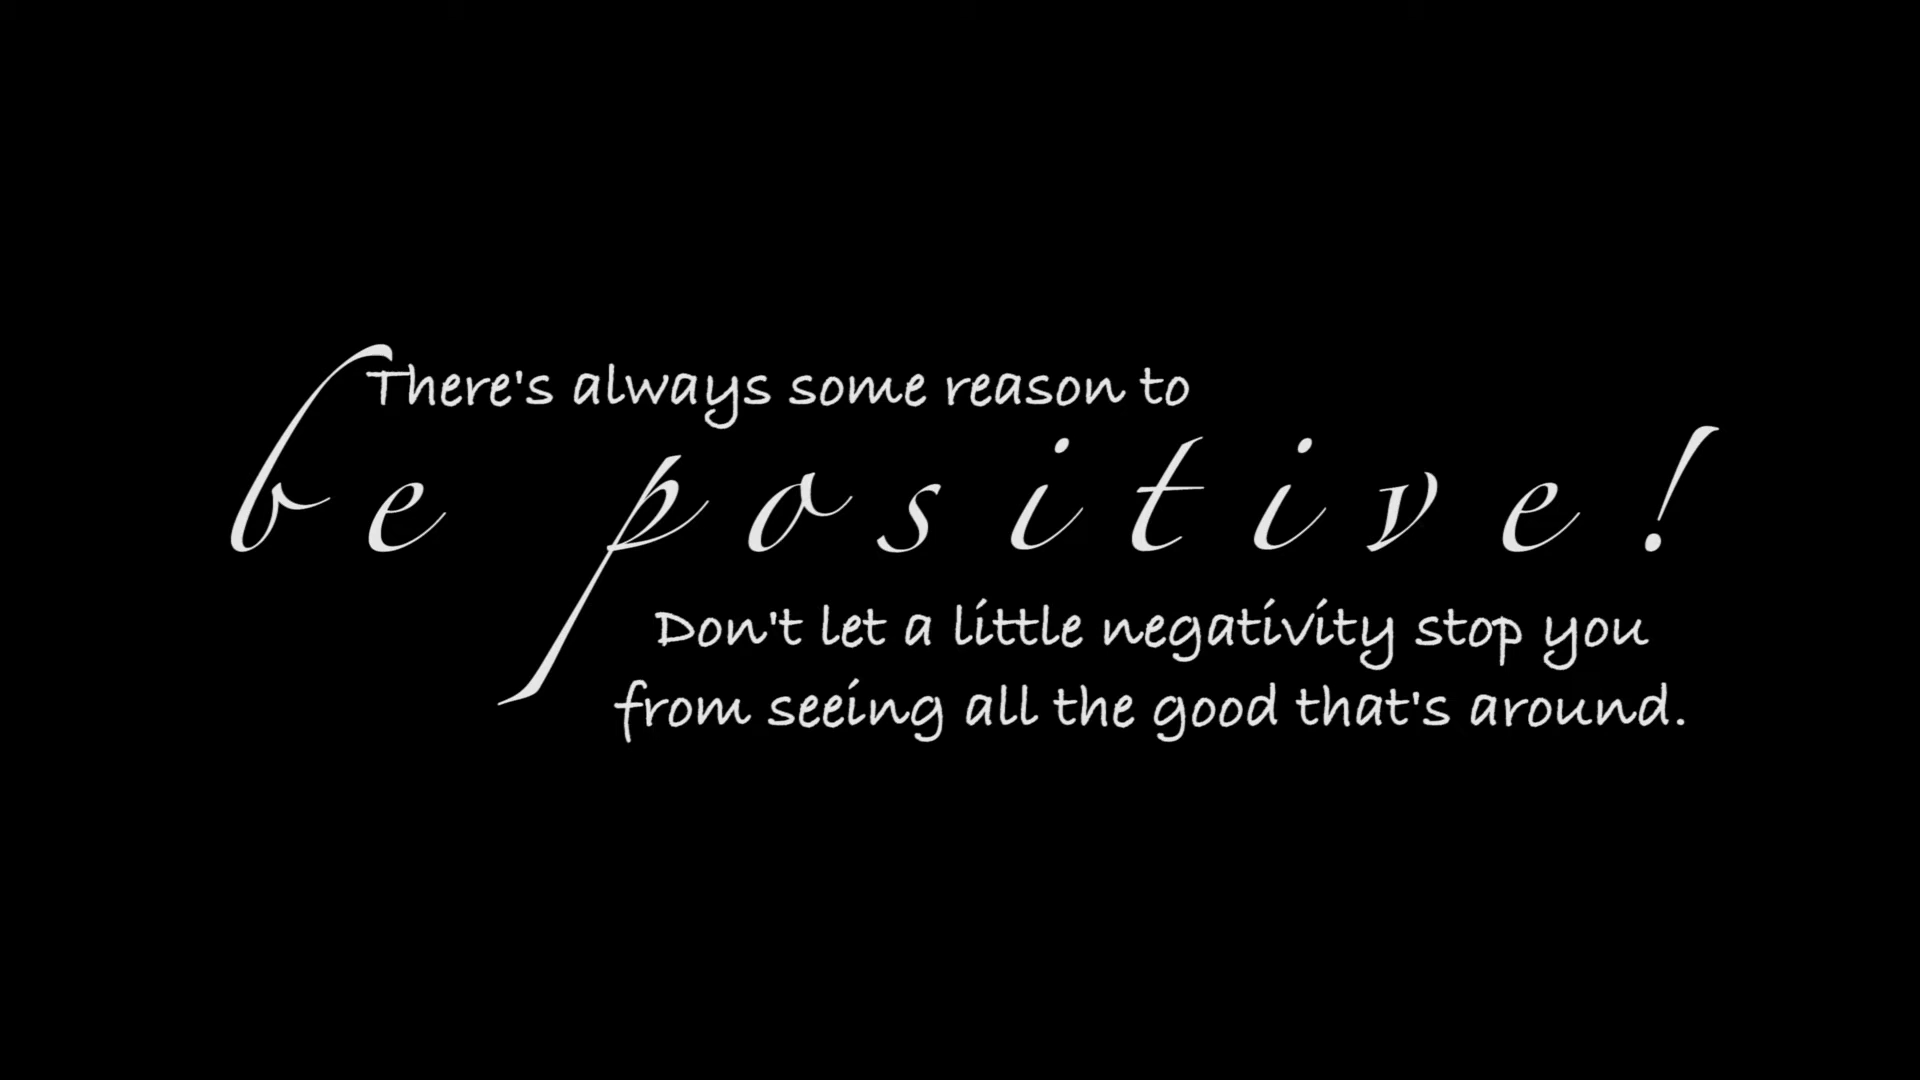 There's always some reason to
be positive!
Don't let a little negativity stop you
from seeing all the good that's around.